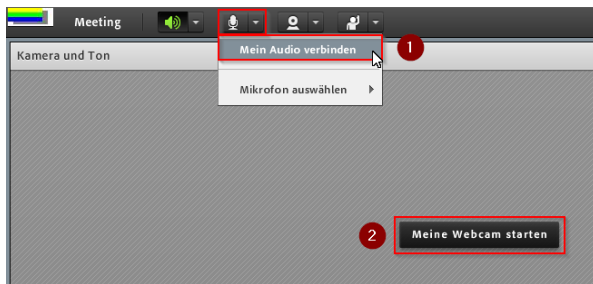 Meeting
Mein Audio verbinden
1
Kamera und Ton
Mikrofon auswählen
2
Meine Webcam starten